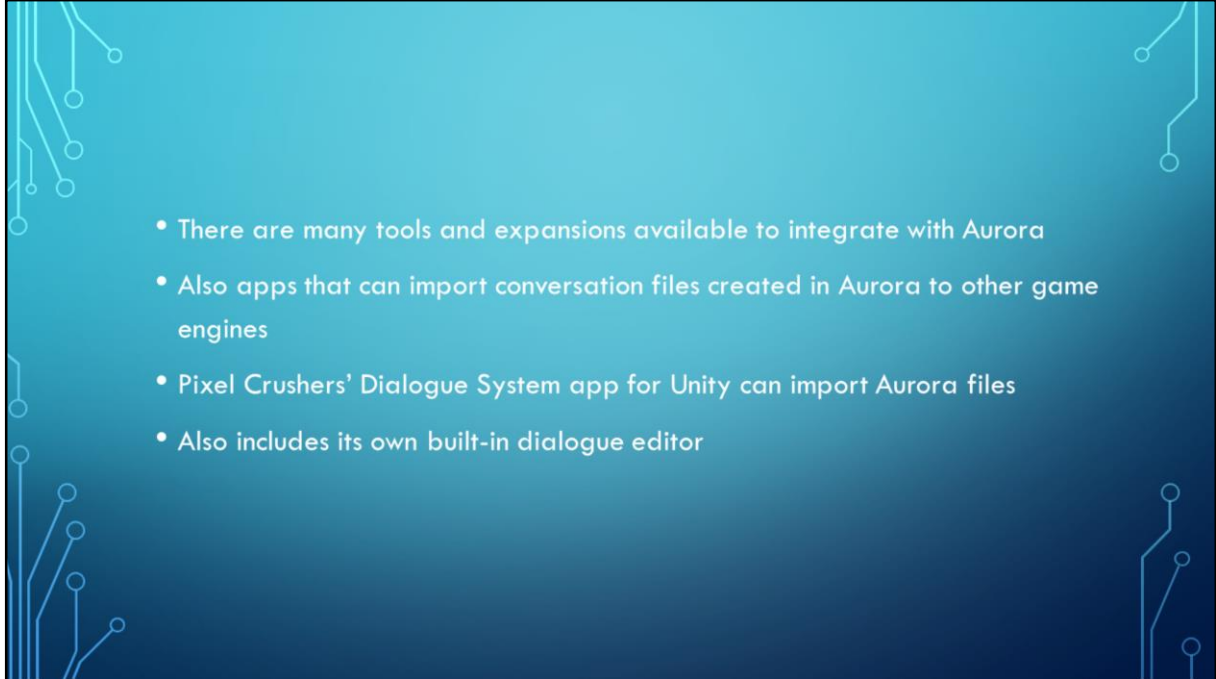 • There are many tools and expansions available to integrate with Aurora
• Also apps that can import conversation files created in Aurora to other game
engines
• Pixel Crushers’ Dialogue System app for Unity can import Aurora files
• Also includes its own built-in dialogue editor